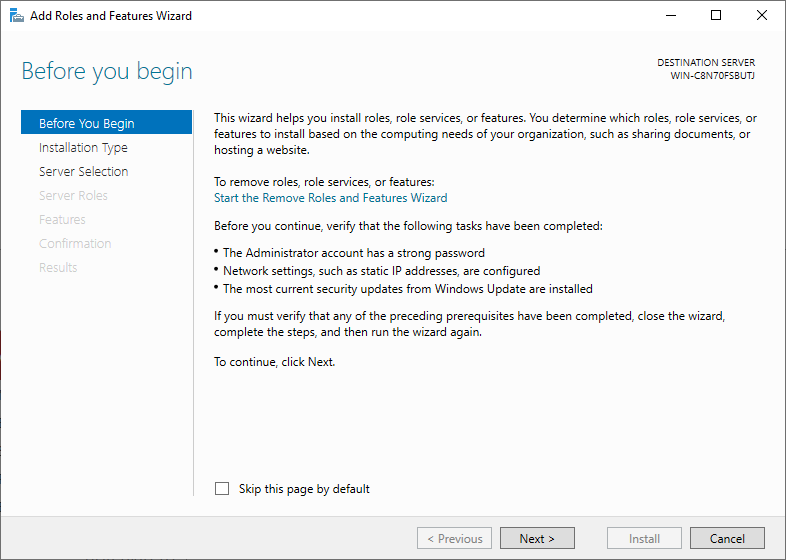 Add Roles and Features Wizard
Before you begin
DESTINATION SERVER
WIN-C8N70FSBUTJ
Before You Begin
Installation Type
Server Selection
Server Roles
Features
Confirmation
Results
This wizard helps you install roles, role services, or features. You determine which roles, role services, or
features to install based on the computing needs of your organization, such as sharing documents, or
hosting a website.
To remove roles, role services, or features:
Start the Remove Roles and Features Wizard
Before you continue, verify that the following tasks have been completed:
• The Administrator account has a strong password
• Network settings, such as static IP addresses, are configured
• The most current security updates from Windows Update are installed
If you must verify that any of the preceding prerequisites have been completed, close the wizard,
complete the steps, and then run the wizard again.
To continue, click Next.
Skip this page by default
< Previous
Next >
Install
Cancel